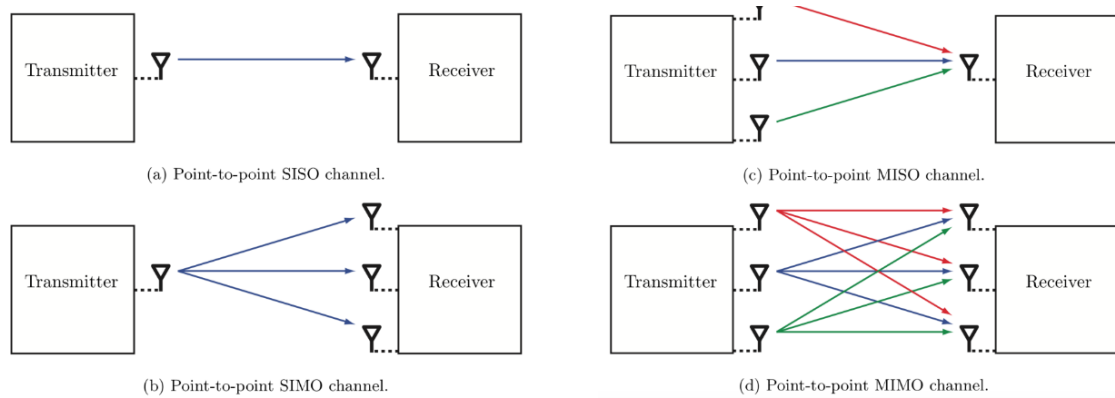 Transmitter
Receiver
(a) Point-to-point SISO channel.
Transmitter
Receiver
(c) Point-to-point MISO channel.
Transmitter
Receiver
(b) Point-to-point SIMO channel.
Transmitter
Receiver
(d) Point-to-point MIMO channel.